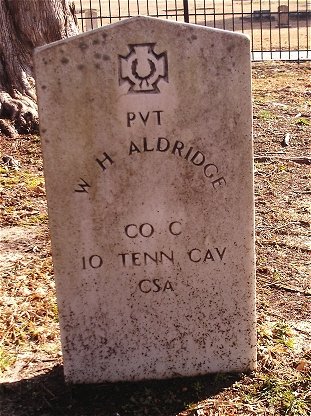 PVT
W H ALDRIDGE
CO C
10 TENN CAV
CSA